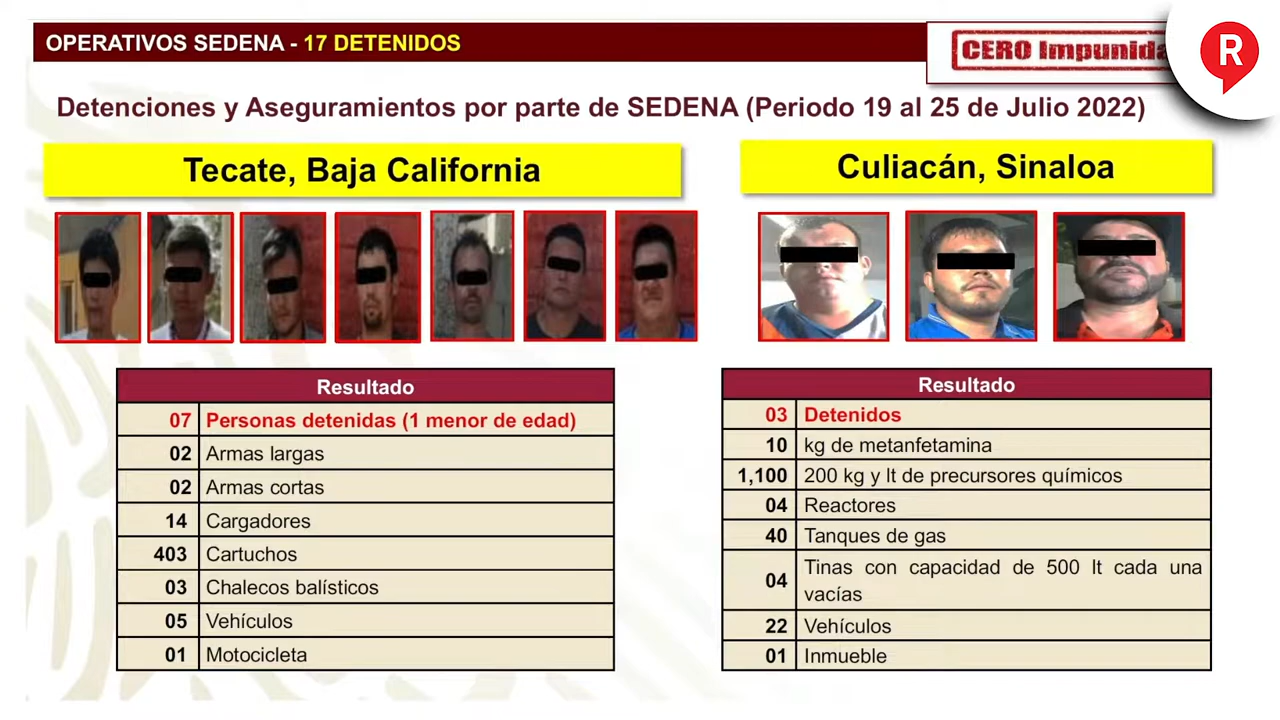 OPERATIVOS SEDENA - 17 DETENIDOS
CERO Impunida
R
Detenciones y Aseguramientos por parte de SEDENA (Periodo 19 al 25 de Julio 2022)
Tecate, Baja California
Resultado
07 Personas detenidas (1 menor de edad)
02 Armas largas
02 Armas cortas
14 Cargadores
403 Cartuchos
03 Chalecos balísticos
05 Vehículos
01 Motocicleta
Culiacán, Sinaloa
Resultado
03 Detenidos
10 kg de metanfetamina
1,100 200 kg y lt de precursores químicos
04 Reactores
40 Tanques de gas
04 Tinas con capacidad de 500 lt cada una
vacías
22 Vehículos
01 Inmueble